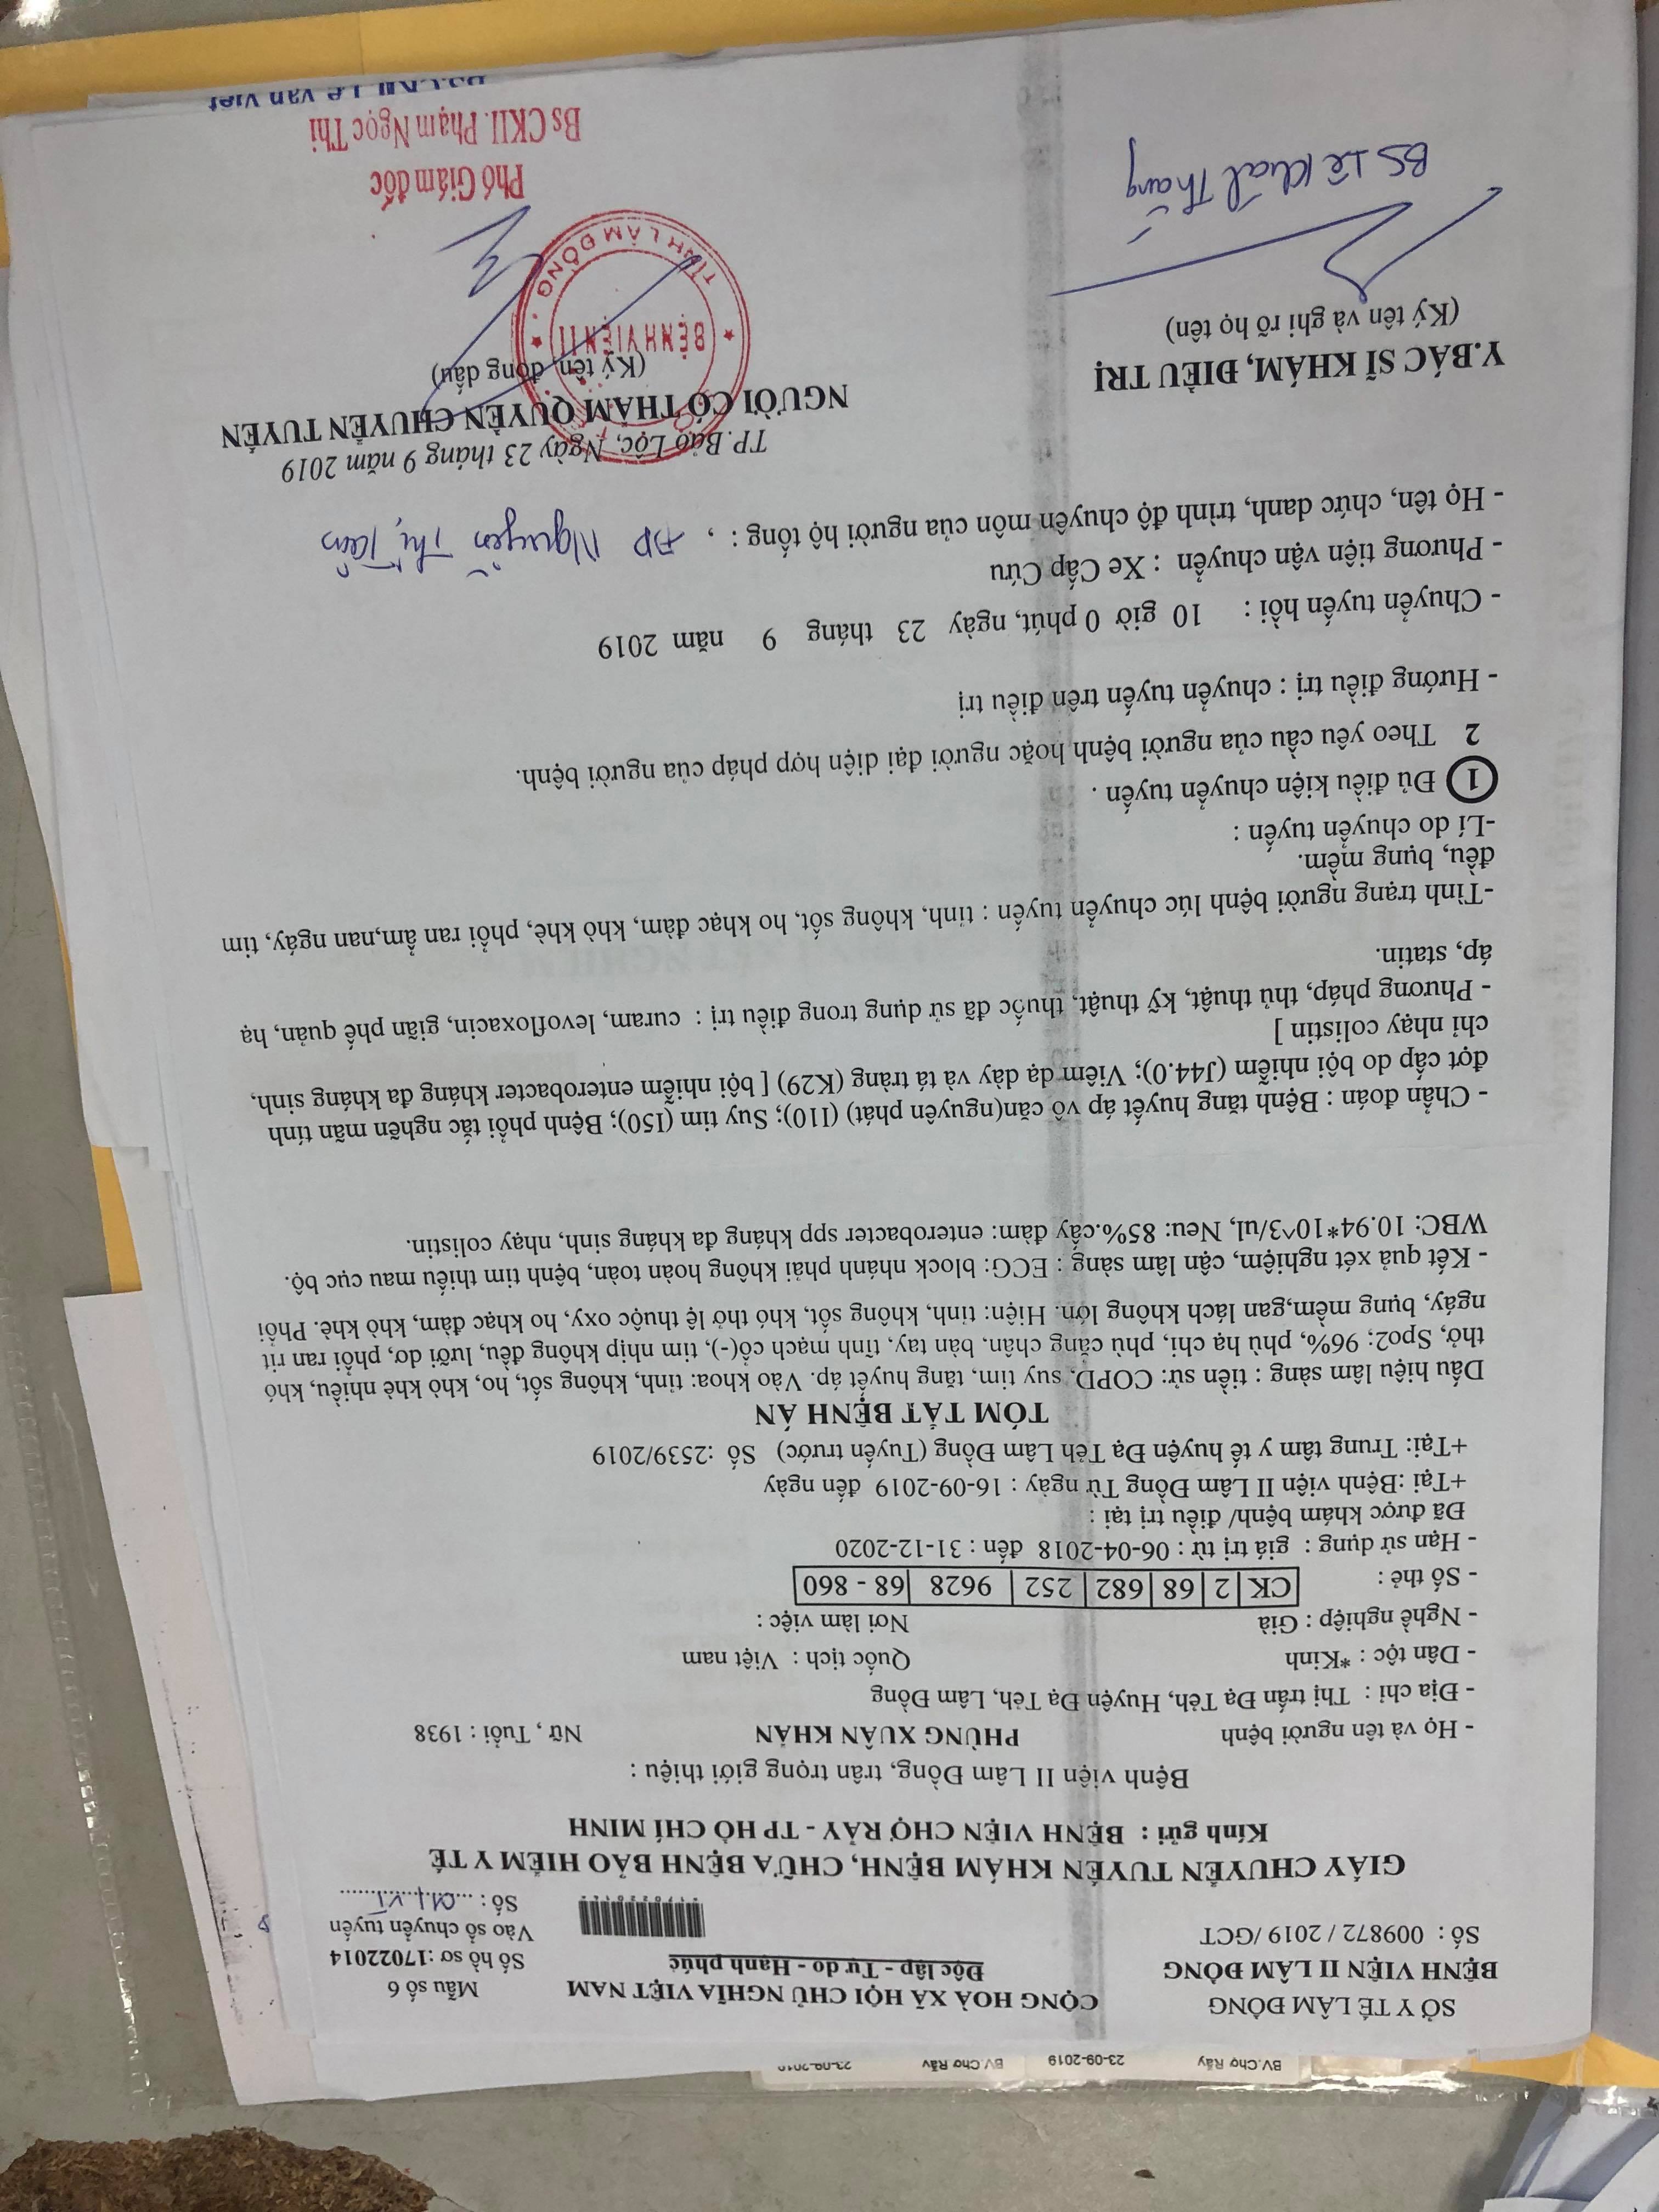 BV.Chợ Rẫy 23-09-2019 BV.Chợ Rẫy 23-09-2019
SỞ Y TẾ LÂM ĐỒNG
BỆNH VIỆN II LÂM ĐỒNG
Số : 009872 / 2019 /GCT
CỘNG HOÀ XÃ HỘI CHỦ NGHĨA VIỆT NAM
Độc lập - Tự do - Hạnh phúc
Mẫu số 6
Số hồ sơ :17022014
Vào sổ chuyển tuyến
Số : ...............
GIẤY CHUYỂN TUYẾN KHÁM BỆNH, CHỮA BỆNH BẢO HIỂM Y TẾ
Kính gửi : BỆNH VIỆN CHỢ RẨY - TP HỒ CHÍ MINH
Bệnh viện II Lâm Đồng, trân trọng giới thiệu :
- Họ và tên người bệnh PHÙNG XUÂN KHẢN Nữ , Tuổi : 1938
- Địa chỉ : Thị trấn Đạ Tẻh, Huyện Đạ Tẻh, Lâm Đồng
- Dân tộc : *Kinh Quốc tịch : Việt nam
- Nghề nghiệp : Già Nơi làm việc :
- Số thẻ : CK 2 68 682 252 9628 68 - 860
- Hạn sử dụng : giá trị từ : 06-04-2018 đến : 31-12-2020
Đã được khám bệnh/ điều trị tại :
+Tại :Bệnh viện II Lâm Đồng Từ ngày : 16-09-2019 đến ngày
+Tại: Trung tâm y tế huyện Đạ Tẻh Lâm Đồng (Tuyến trước) Số :2539/2019
TÓM TẮT BỆNH ÁN
Dấu hiệu lâm sàng : tiền sử: COPD, suy tim, tăng huyết áp. Vào khoa: tỉnh, không sốt, ho, khò khè nhiều, khó
thở, Spo2; 96%, phù hạ chi, phù cẳng chân, bàn tay, tĩnh mạch cổ(-), tim nhịp không đều, lưỡi dơ, phổi ran rit
ngáy, bụng mềm,gan lách không lớn. Hiện: tỉnh, không sốt, khó thở lệ thuộc oxy, ho khạc đàm, khò khè. Phổi
- Kết quả xét nghiệm, cận lâm sàng : ECG: block nhánh phải không hoàn toàn, bệnh tim thiếu mau cục bộ.
WBC: 10.94*10^3/ul, Neu: 85%.cấy đàm: enterobacter spp kháng đa kháng sinh, nhạy colistin.
- Chẩn đoán : Bệnh tăng huyết áp vô căn(nguyên phát) (I10); Suy tim (I50); Bệnh phổi tắc nghẽn mãn tính
đợt cấp do bội nhiễm (J44.0); Viêm dạ dày và tá tràng (K29) [ bội nhiễm enterobacter kháng đa kháng sinh,
chỉ nhạy colistin ]
- Phương pháp, thủ thuật, kỹ thuật, thuốc đã sử dụng trong điều trị : curam, levofloxacin, giãn phế quản, hạ
áp, statin.
-Tình trạng người bệnh lúc chuyển tuyến : tỉnh, không sốt, ho khạc đàm, khò khè, phổi ran ẩm,nan ngáy, tim
đều, bụng mềm.
-Lí do chuyển tuyến :
1 Đủ điều kiện chuyển tuyến .
2 Theo yêu cầu của người bệnh hoặc người đại diện hợp pháp của người bệnh.
- Hướng điều trị : chuyển tuyến trên điều trị
- Chuyển tuyến hồi : 10 giờ 0 phút, ngày 23 tháng 9 năm 2019
- Phương tiện vận chuyển : Xe Cấp Cứu
- Họ tên, chức danh, trình độ chuyên môn của người hộ tống : , ĐD Nguyễn Thị Tâm
TP.Bảo Lộc, Ngày 23 tháng 9 năm 2019
NGƯỜI CÓ THẨM QUYỀN CHUYỂN TUYẾN
(Ký tên, đóng dấu)
Y.BÁC SĨ KHÁM, ĐIỀU TRỊ
(Ký tên và ghi rõ họ tên)
BỆNH VIỆN II
TỈNH LÂM ĐỒNG
BS Lê Khát Thắng
Phó Giám đốc
Bs CKII. Phạm Ngọc Thi
BS.CKII Lê Văn Việt